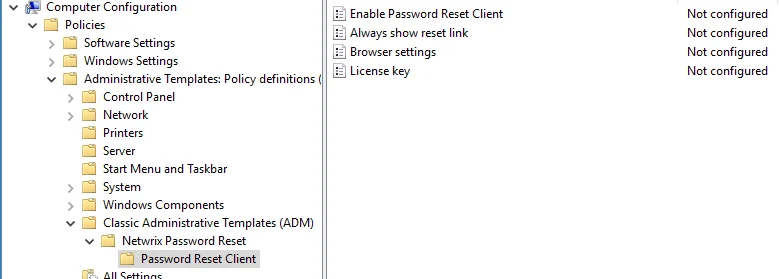 Computer Configuration
Policies
Software Settings
Windows Settings
Administrative Templates: Policy definitions (
Control Panel
Network
Printers
Server
Start Menu and Taskbar
System
Windows Components
Classic Administrative Templates (ADM)
Netwrix Password Reset
Password Reset Client
All Settings
Enable Password Reset Client Not configured
Always show reset link Not configured
Browser settings Not configured
License key Not configured